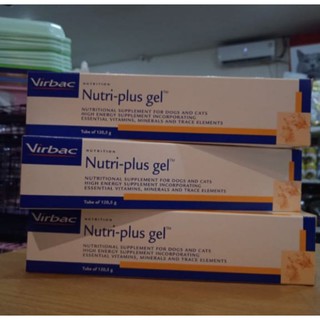 Virbac
NUTRITION
Nutri-plus gel™
NUTRITIONAL SUPPLEMENT FOR DOGS AND CATS
HIGH ENERGY SUPPLEMENT INCORPORATING
ESSENTIAL VITAMINS, MINERALS AND TRACE ELEMENTS
Tube of 120,5 g
Virbac
NUTRITION
Nutri-plus gel™
NUTRITIONAL SUPPLEMENT FOR DOGS AND CATS
HIGH ENERGY SUPPLEMENT INCORPORATING
ESSENTIAL VITAMINS, MINERALS AND TRACE ELEMENTS
Tube of 120,5 g
Virbac
NUTRITION
Nutri-plus gel™
NUTRITIONAL SUPPLEMENT FOR DOGS AND CATS
HIGH ENERGY SUPPLEMENT INCORPORATING
ESSENTIAL VITAMINS, MINERALS AND TRACE ELEMENTS
Tube of 120,5 g